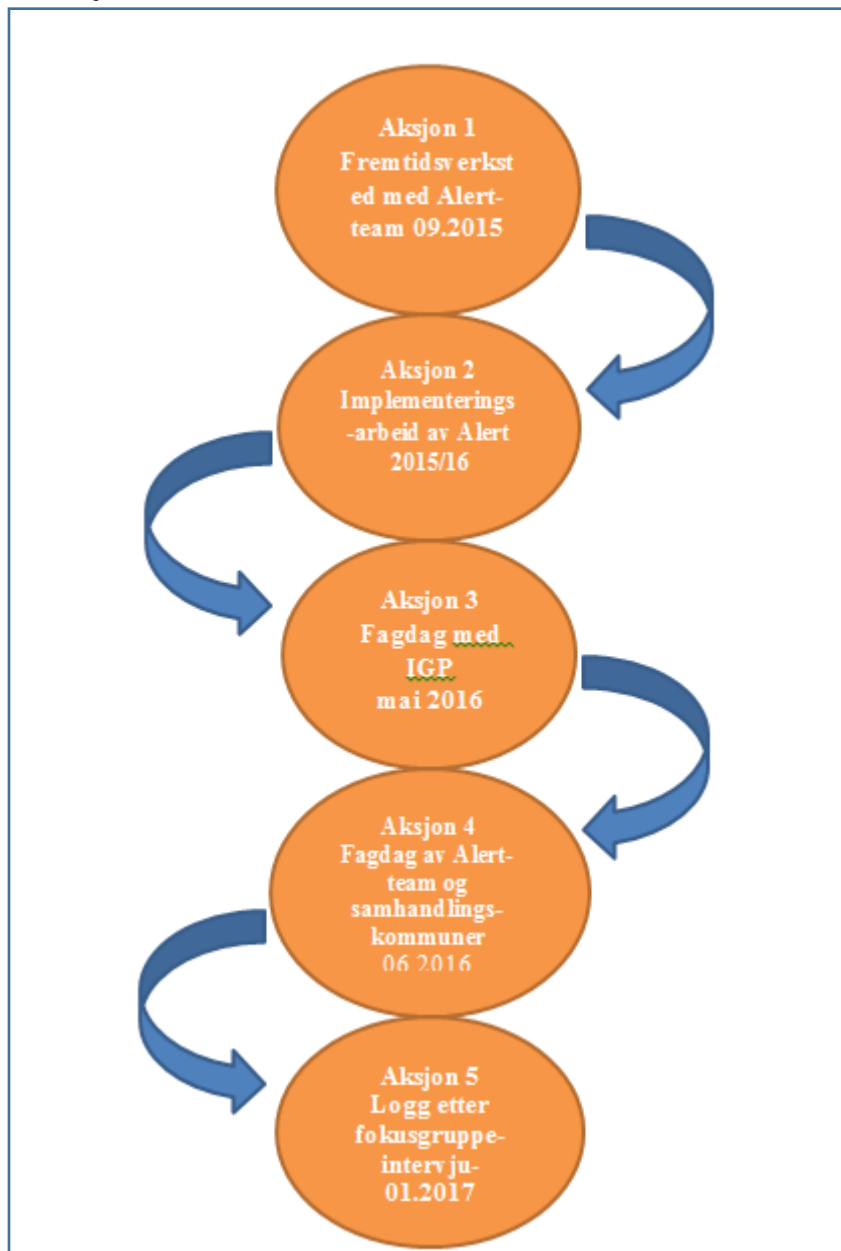 Aksjon 1
Fremtidsverkst
ed med Alert-
team 09.2015
Aksjon 2
Implementerings
-arbeid av Alert
2015/16
Aksjon 3
Fagdag med
IGP
mai 2016
Aksjon 4
Fagdag av Alert-
team og
samhandlings-
kommuner
06 2016
Aksjon 5
Logg etter
fokusgruppe-
intervju-
01.2017